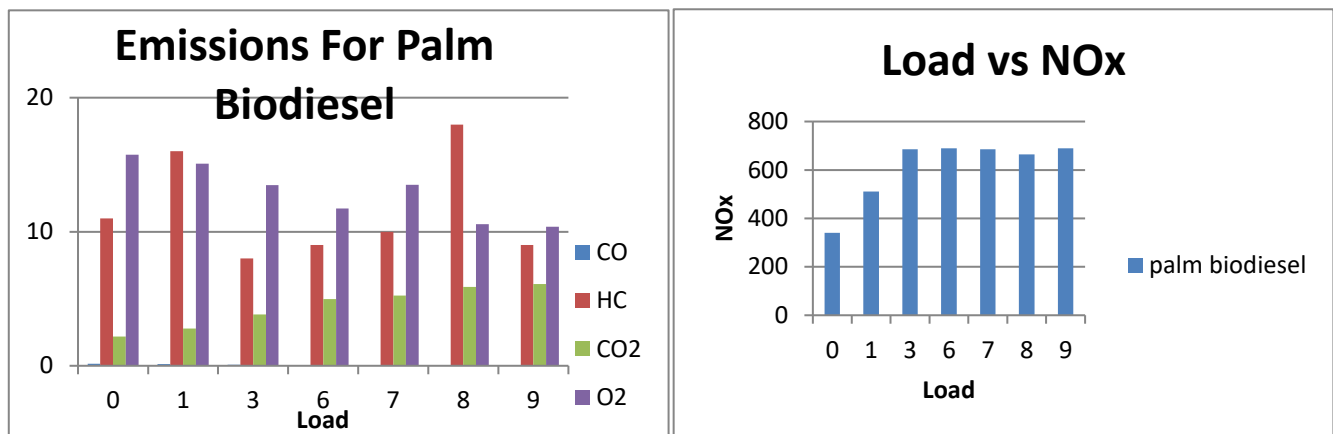 Emissions For Palm
Biodiesel
20
10
0
0 1 3 6 7 8 9
Load
CO
HC
CO2
O2
Load vs NOx
800
600
400
200
0
NOx
0 1 3 6 7 8 9
Load
palm biodiesel